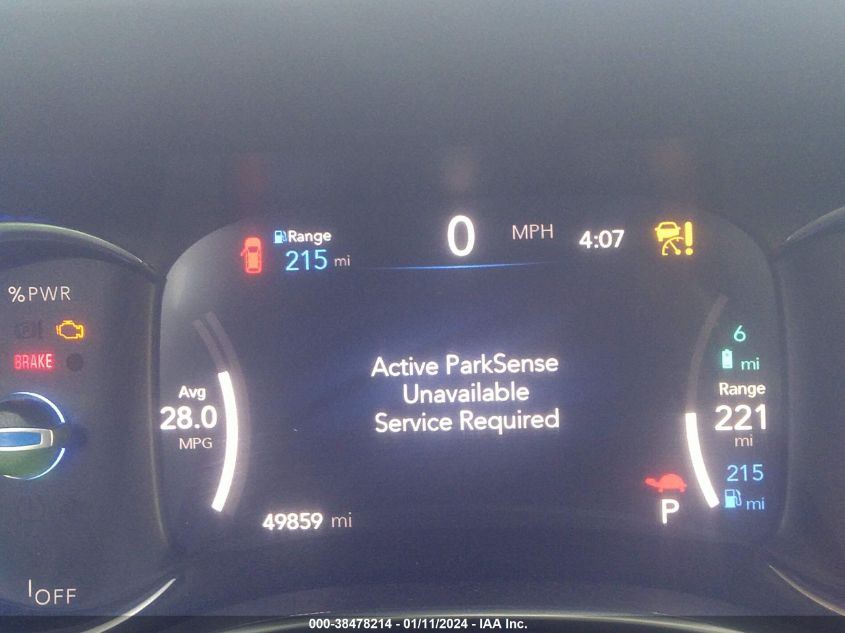 Range
215 mi
0 MPH
4:07
%PWR
BRAKE
Avg
28.0
MPG
Active ParkSense
Unavailable
Service Required
6
mi
Range
221
mi
215
mi
P
49859 mi
OFF
000-38478214 - 01/11/2024 - IAA Inc.